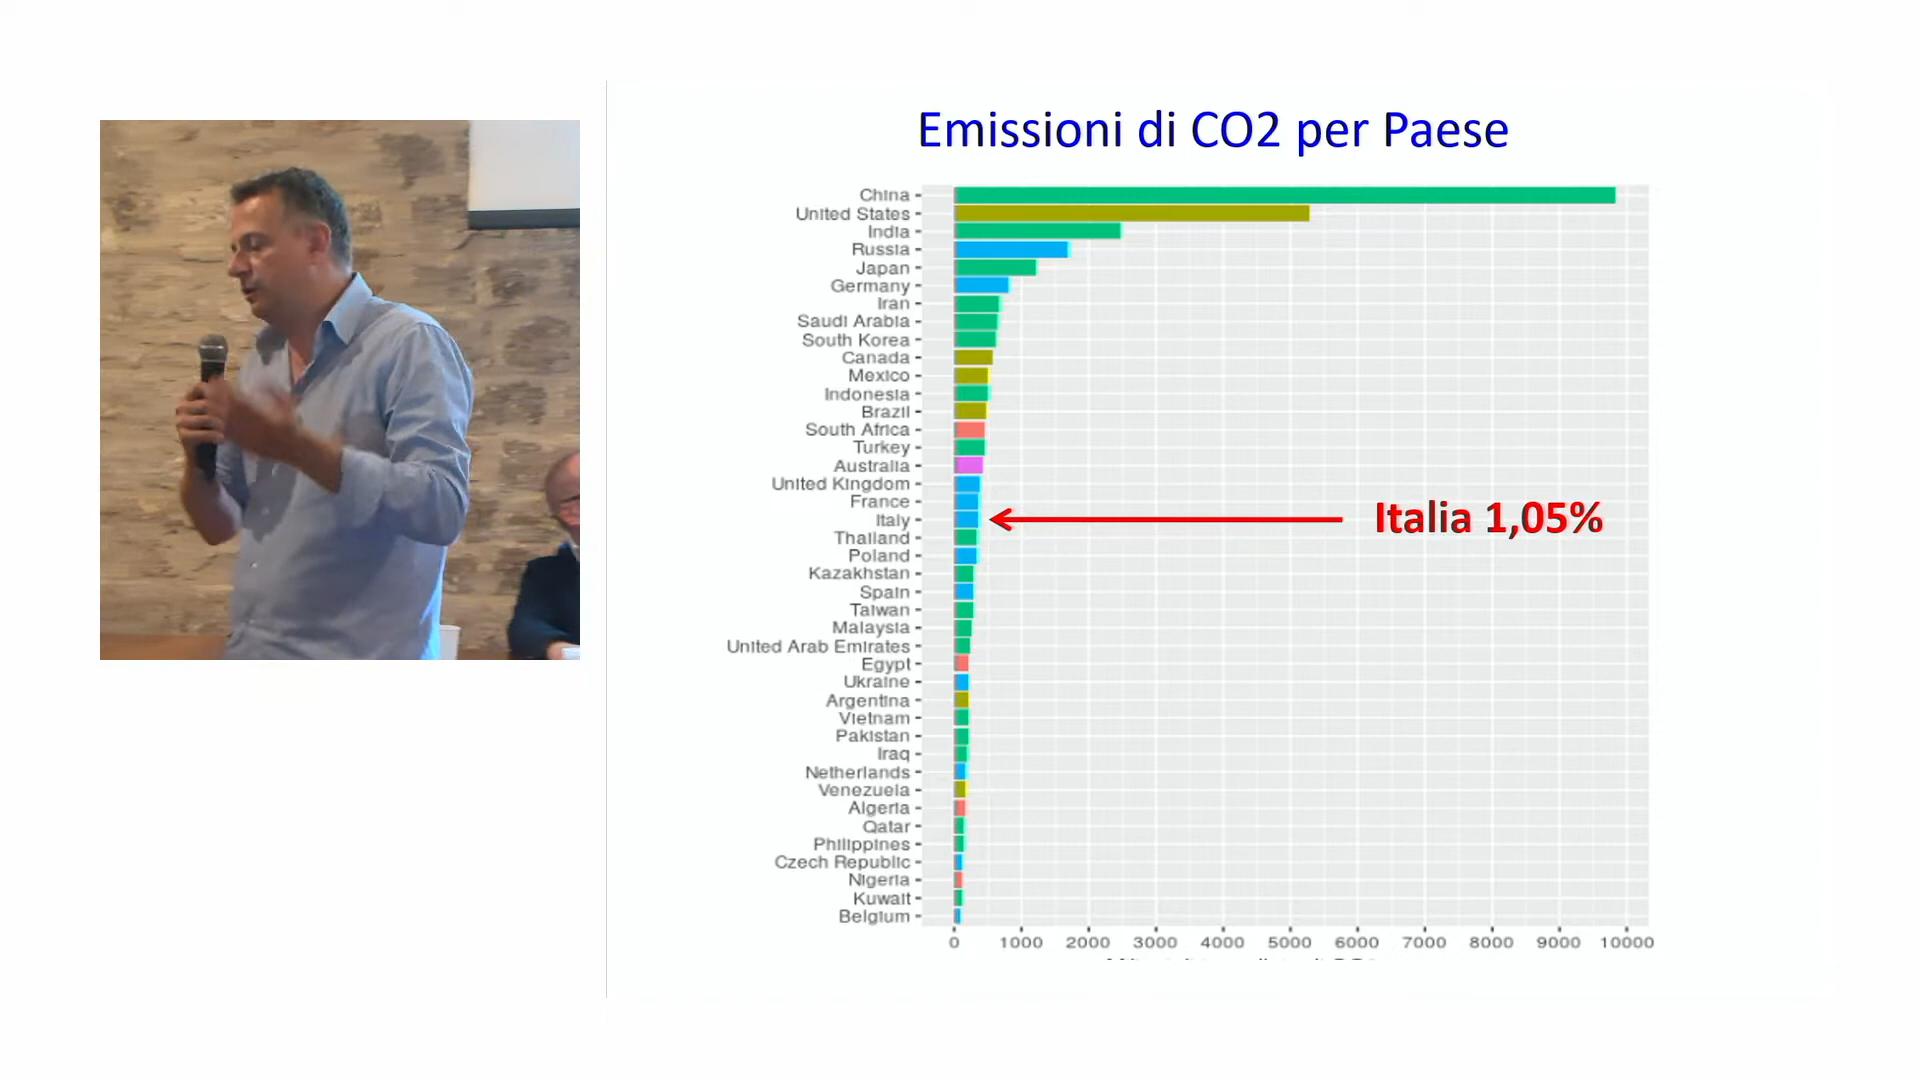 Emissioni di CO2 per Paese
China
United States
India
Russia
Japan
Germany
Iran
Saudi Arabia
South Korea
Canada
Mexico
Indonesia
Brazil
South Africa
Turkey
Australia
United Kingdom
France
Italy
Italia 1,05%
Thailand
Poland
Kazakhstan
Spain
Taiwan
Malaysia
United Arab Emirates
Egypt
Ukraine
Argentina
Vietnam
Pakistan
Iraq
Netherlands
Venezuela
Algeria
Qatar
Philippines
Czech Republic
Nigeria
Kuwait
Belgium
0 1000 2000 3000 4000 5000 6000 7000 8000 9000 10000